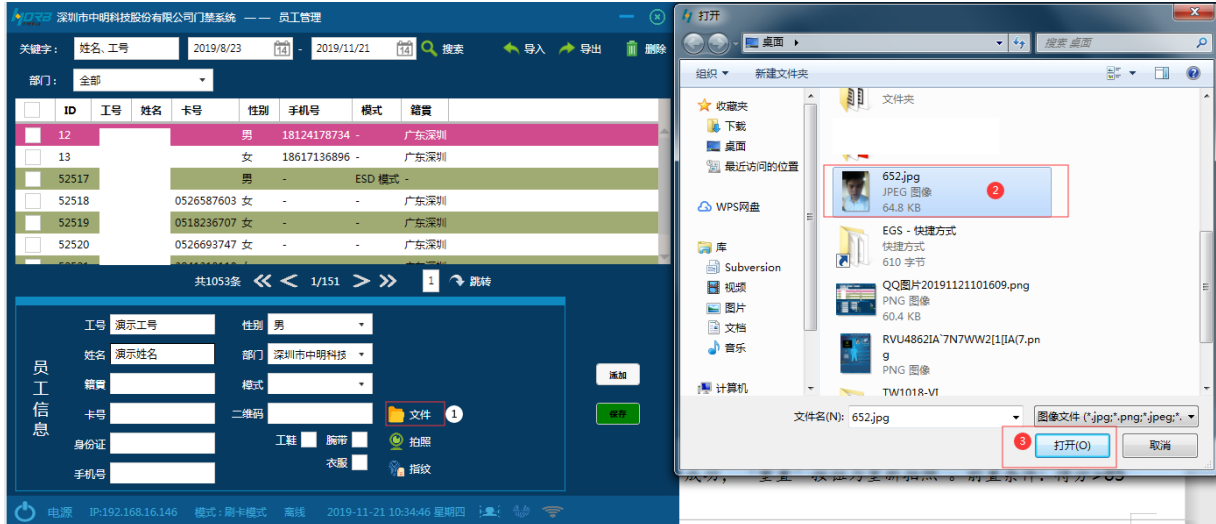 HORB 深圳市中明科技股份有限公司门禁系统 —— 员工管理
关键字: 姓名、工号 2019/8/23 14 - 2019/11/21 14 搜索 导入 导出 删除
部门: 全部
ID 工号 姓名 卡号 性别 手机号 模式 籍貫
12 男 18124178734 - 广东深圳
13 女 18617136896 - 广东深圳
52517 男 - ESD 模式 -
52518 0526587603 女 - - 广东深圳
52519 0518236707 女 - - 广东深圳
52520 0526693747 女 - - 广东深圳
共1053条 1/151 1 跳转
员工信息
工号 演示工号 性别 男
姓名 演示姓名 部门 深圳市中明科技
籍貫 模式
卡号 二维码 文件 1
身份证 工鞋 腕带 拍照
手机号 衣服 指纹
添加
保存
电源 IP:192.168.16.146 模式:刷卡模式 离线 2019-11-21 10:34:46 星期四
打开
桌面 搜索 桌面
组织 新建文件夹
收藏夹
下载
桌面
最近访问的位置
WPS网盘
库
Subversion
视频
图片
文档
音乐
计算机
文件夹
652.jpg
JPEG 图像
64.8 KB
2
EGS - 快捷方式
快捷方式
610 字节
QQ图片20191121101609.png
PNG 图像
60.4 KB
RVU4862IA`7N7WW2[1[IA(7.pn
g
PNG 图像
TW1018-VI
文件名(N): 652.jpg 图像文件 (*.jpg;*.png;*.jpeg;*.
3 打开(O) 取消